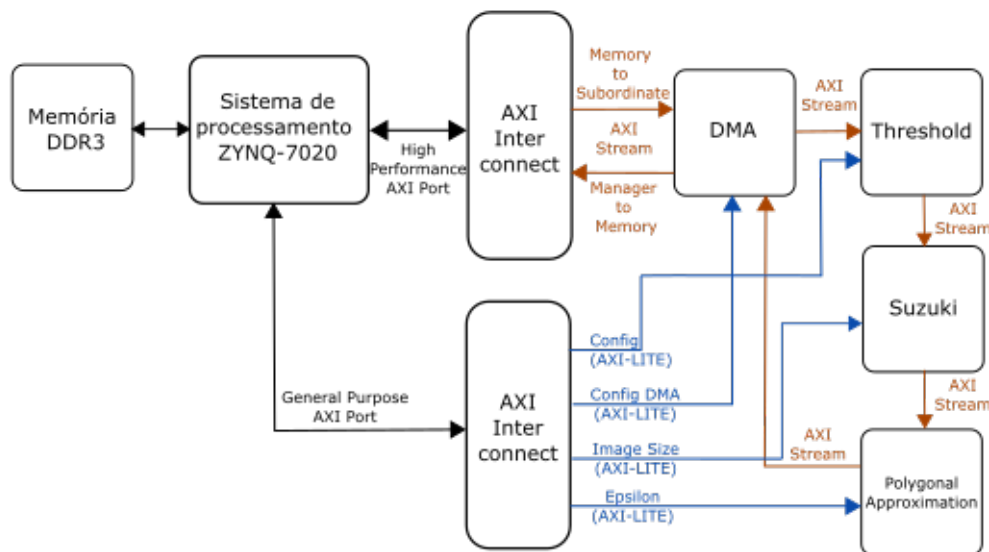 Memória
DDR3
Sistema de
processamento
ZYNQ-7020
High
Performance
AXI Port
AXI
Inter
connect
Memory
to
Subordinate
AXI
Stream
Manager
to
Memory
DMA
AXI
Stream
Threshold
AXI
Stream
Suzuki
AXI
Stream
Polygonal
Approximation
AXI
Stream
General Purpose
AXI Port
AXI
Inter
connect
Config
(AXI-LITE)
Config DMA
(AXI-LITE)
Image Size
(AXI-LITE)
Epsilon
(AXI-LITE)